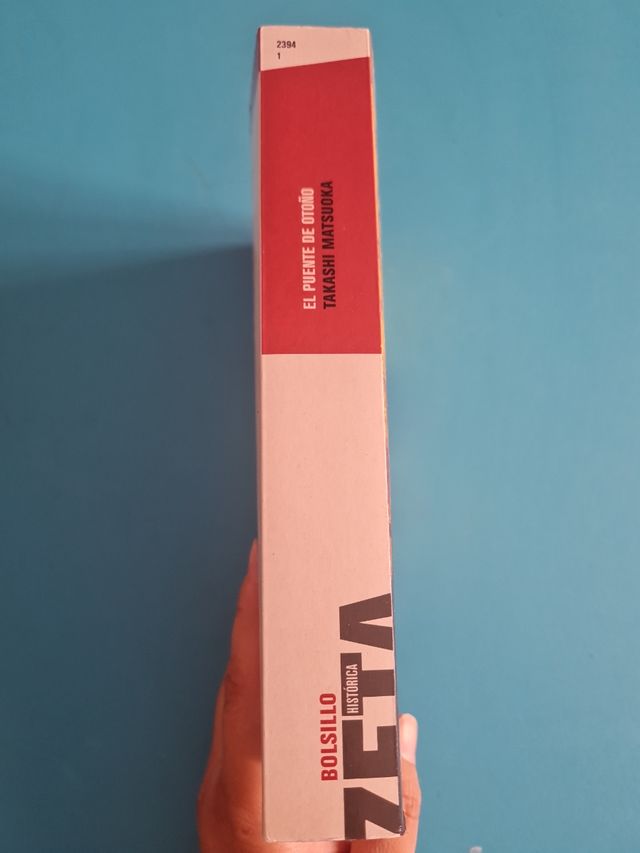 2394
1
EL PUENTE DE OTOÑO
TAKASHI MATSUOKA
BOLSILLO
HISTÓRICA
ZETA